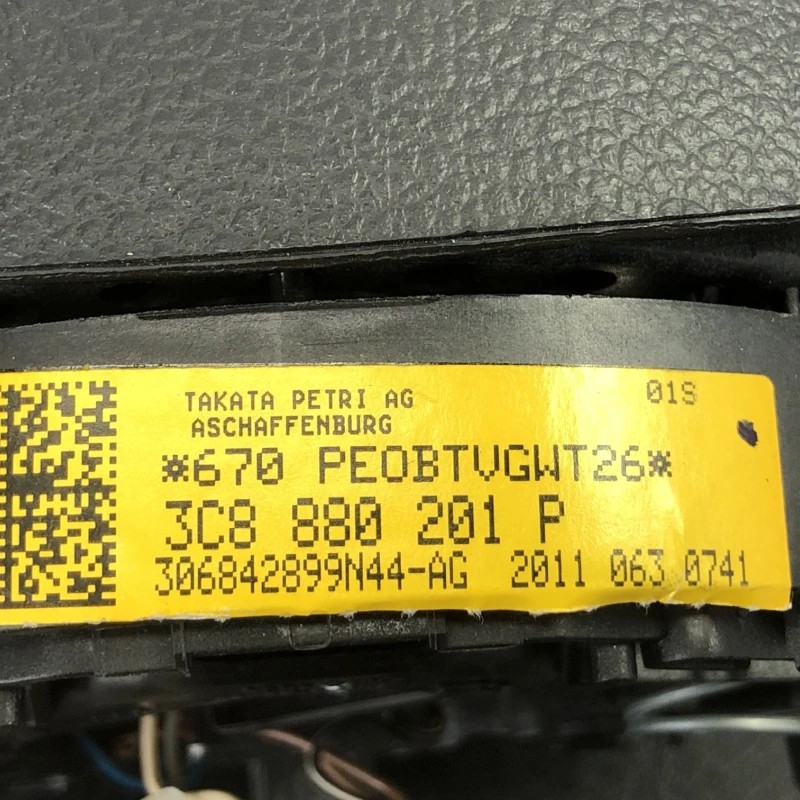 TAKATA PETRI AG 01S
ASCHAFFENBURG
*670 PEOBTVGWT26*
3C8 880 201 P
306842899N44-AG 2011 063 0741